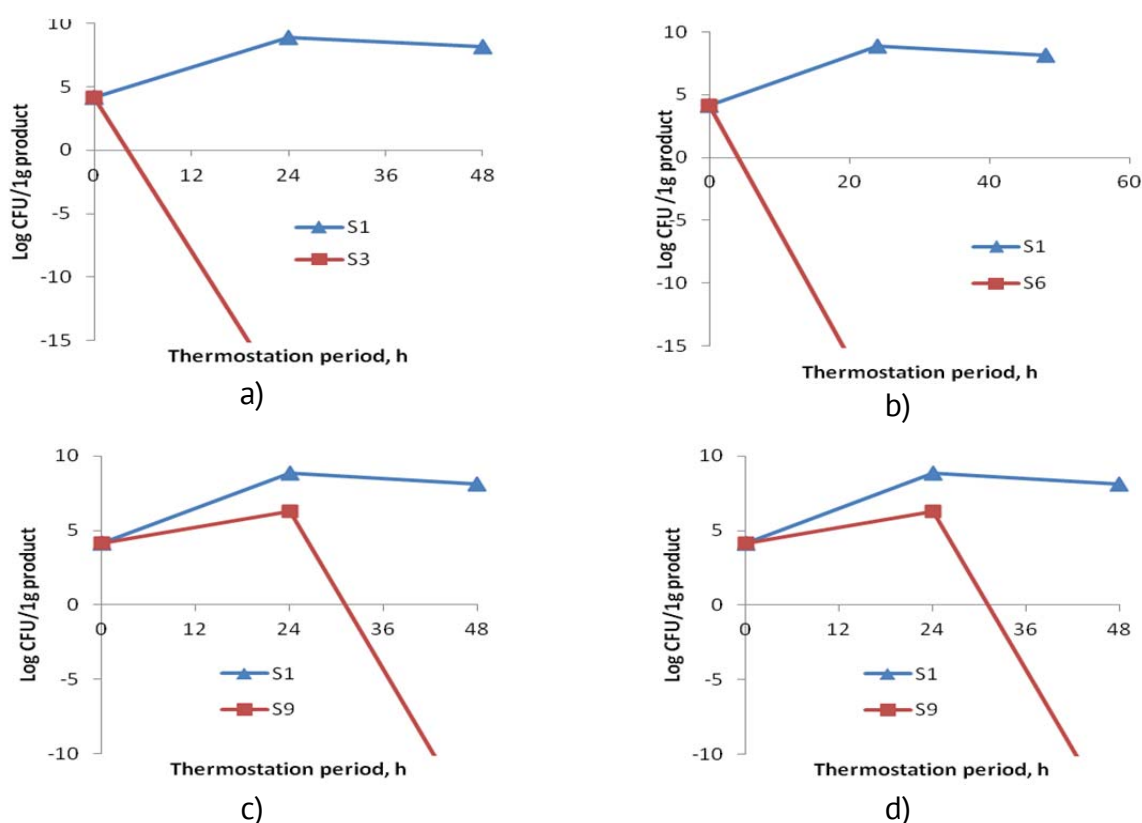 10
5
0
-5
-10
-15
0
12
24
36
48
Log CFU/1g product
S1
S3
Thermostation period, h
a)
10
5
0
-5
-10
-15
0
20
40
60
Log CFU /1g product
S1
S6
Thermostation period, h
b)
10
5
0
-5
-10
0
12
24
36
48
Log CFU/1g product
S1
S9
Thermostation period, h
c)
10
5
0
-5
-10
0
12
24
36
48
Log CFU/1g product
S1
S9
Thermostation period, h
d)